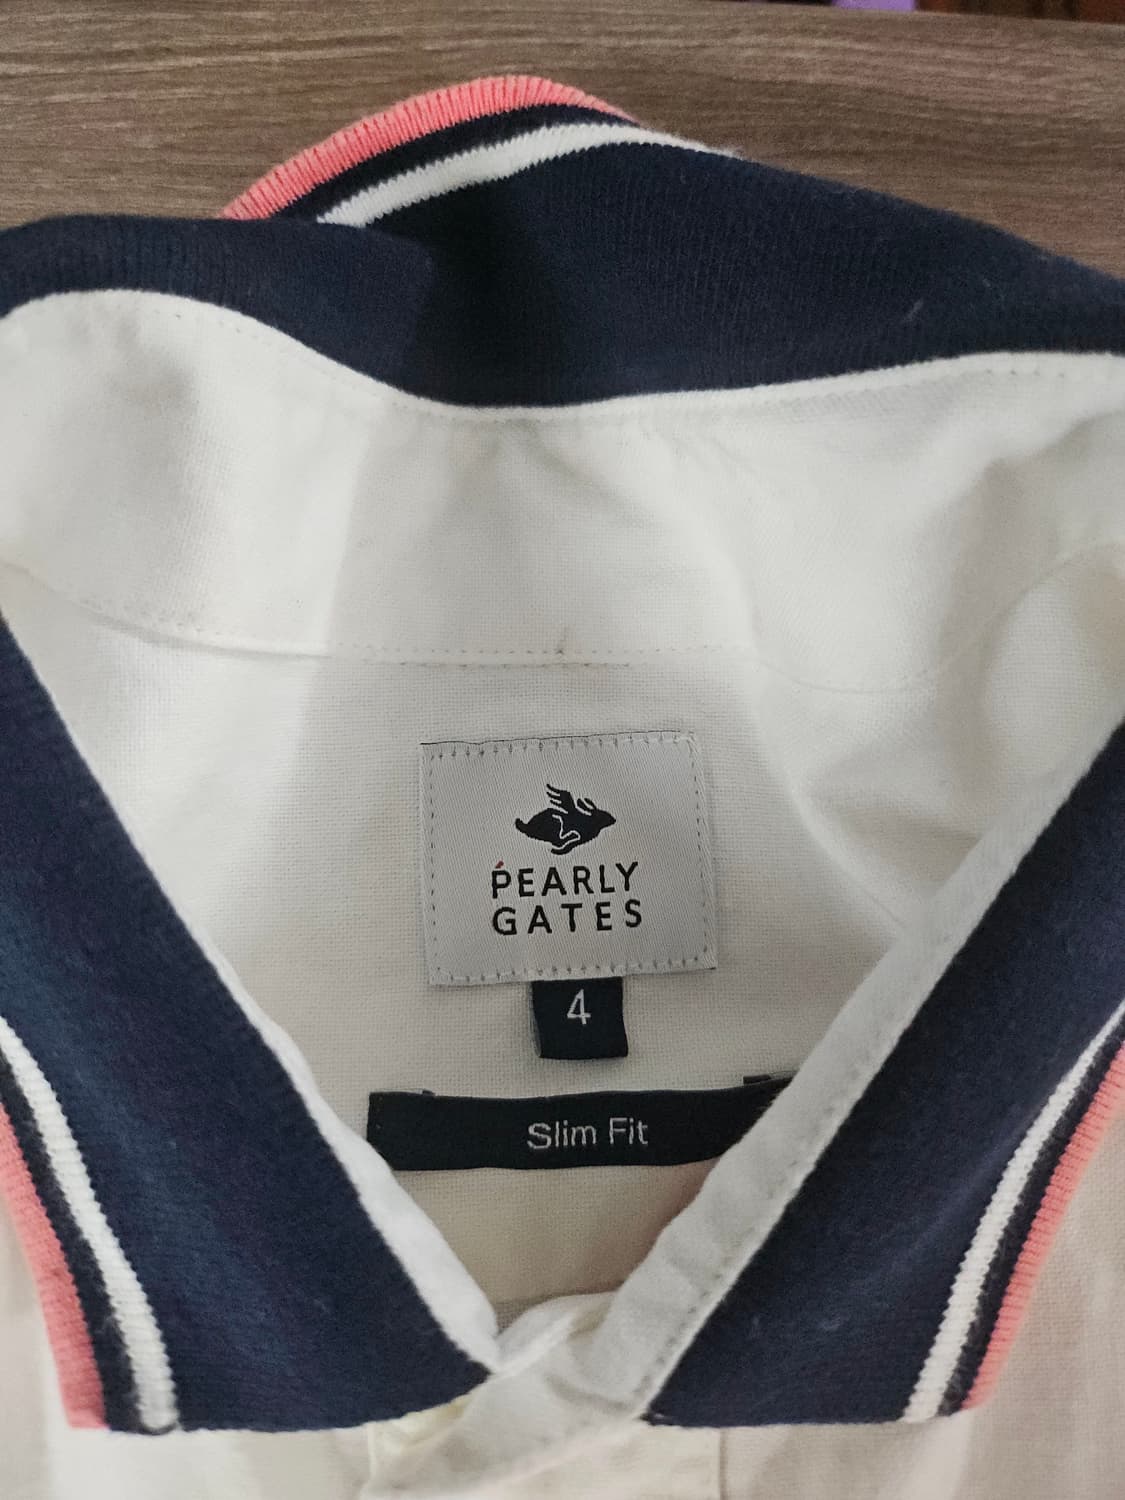 PEARLY
GATES
4
Slim Fit